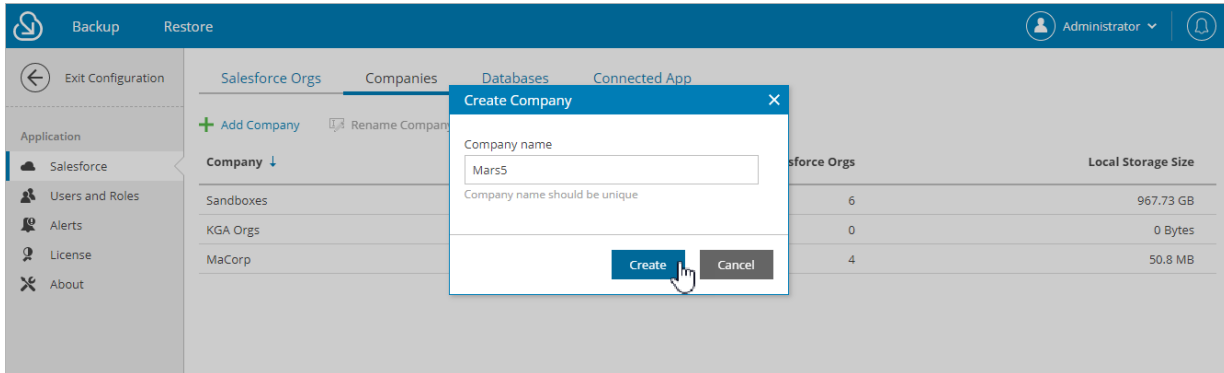 Backup Restore Administrator
Exit Configuration
Salesforce Orgs Companies Databases Connected App
Create Company
Add Company Rename Company
Application
Company name
Company ↓ sforce Orgs Local Storage Size
Salesforce
Mars5
Users and Roles
Company name should be unique
Sandboxes 6 967.73 GB
Alerts
KGA Orgs 0 0 Bytes
License
MaCorp 4 50.8 MB
Create Cancel
About